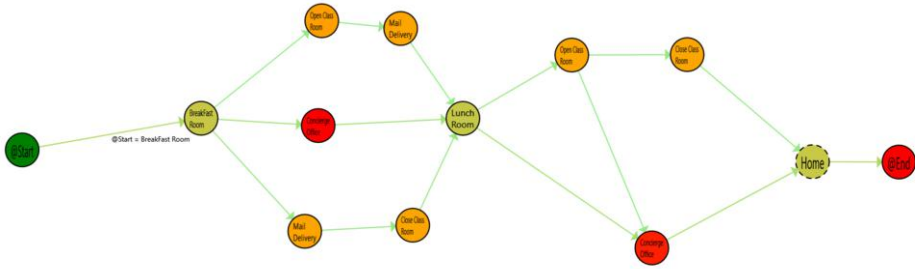 @Start
@Start = BreakFast Room
BreakFast
Room
Open Class
Room
Mail
Delivery
Concierge
Office
Mail
Delivery
Close Class
Room
Lunch
Room
Open Class
Room
Close Class
Room
Concierge
Office
Home
@End